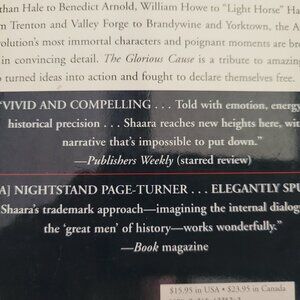 than Hale to Benedict Arnold, William Howe to "Light Horse" Ha
m Trenton and Valley Forge to Brandywine and Yorktown, the A
volution's most immortal characters and poignant moments are br
in convincing detail. The Glorious Cause is a tribute to amazing
o turned ideas into action and fought to declare themselves free.
"VIVID AND COMPELLING . . . Told with emotion, energy
historical precision . . . Shaara reaches new heights here, with
narrative that's impossible to put down."
—Publishers Weekly (starred review)
A] NIGHTSTAND PAGE-TURNER . . . ELEGANTLY SPU
Shaara's trademark approach—imagining the internal dialogu
the 'great men' of history—works wonderfully."
—Book magazine
$15.95 in USA • $23.95 in Canada